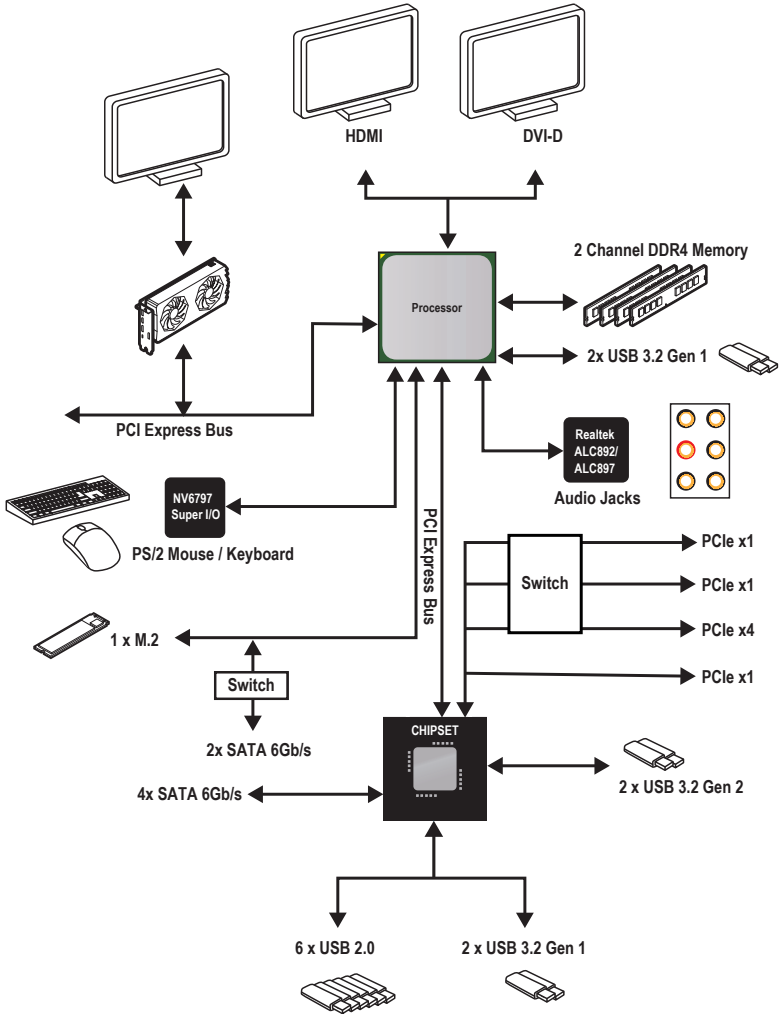 HDMI
DVI-D
2 Channel DDR4 Memory
Processor
2x USB 3.2 Gen 1
PCI Express Bus
Realtek
ALC892/
ALC897
Audio Jacks
NV6797
Super I/O
PS/2 Mouse / Keyboard
PCI Express Bus
Switch
PCIe x1
PCIe x1
PCIe x4
PCIe x1
1 x M.2
Switch
2x SATA 6Gb/s
CHIPSET
4x SATA 6Gb/s
2 x USB 3.2 Gen 2
6 x USB 2.0
2 x USB 3.2 Gen 1